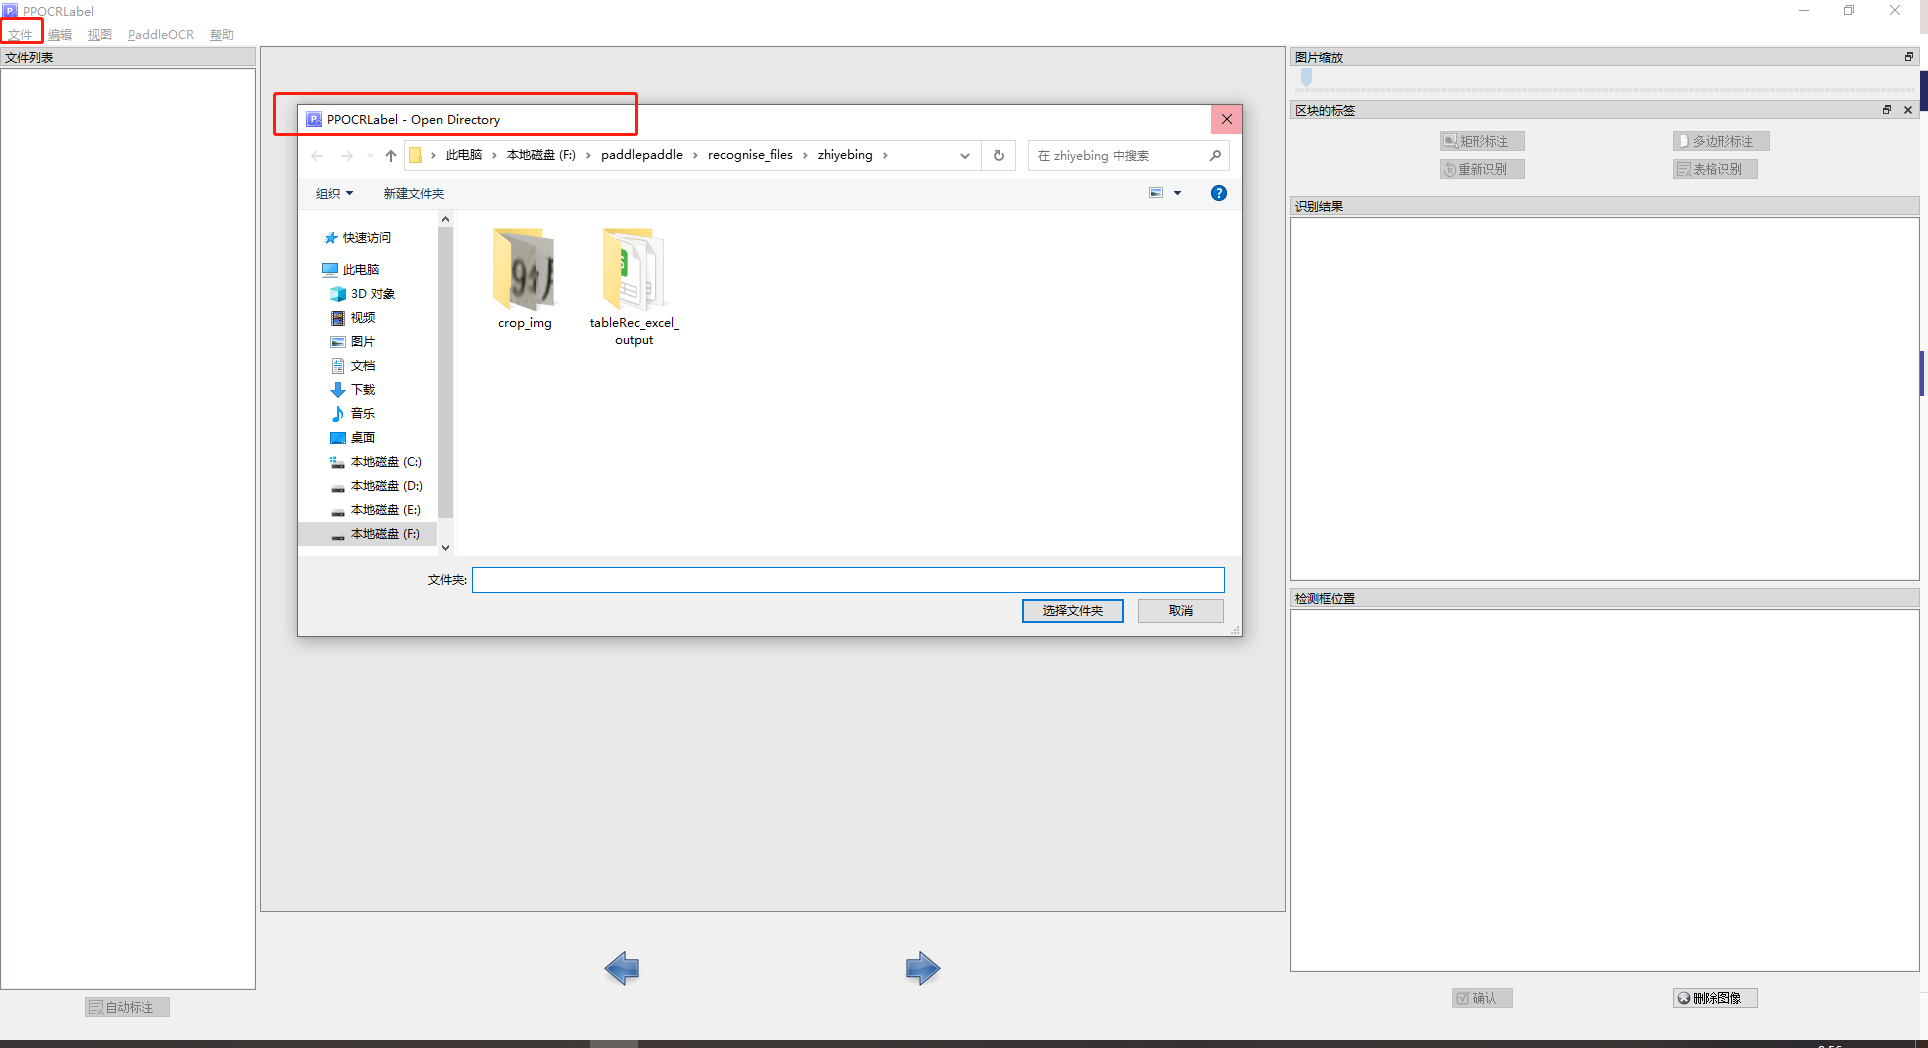 PPOCRLabel
文件 编辑 视图 PaddleOCR 帮助
文件列表
PPOCRLabel - Open Directory
此电脑 本地磁盘 (F:) paddlepaddle recognise_files zhiyebing
在 zhiyebing 中搜索
组织 新建文件夹
快速访问
此电脑
3D 对象
视频
图片
文档
下载
音乐
桌面
本地磁盘 (C:)
本地磁盘 (D:)
本地磁盘 (E:)
本地磁盘 (F:)
crop_img
tableRec_excel_
output
文件夹:
选择文件夹 取消
自动标注
图片缩放
区块的标签
矩形标注 多边形标注
重新识别 表格识别
识别结果
检测框位置
确认 删除图像